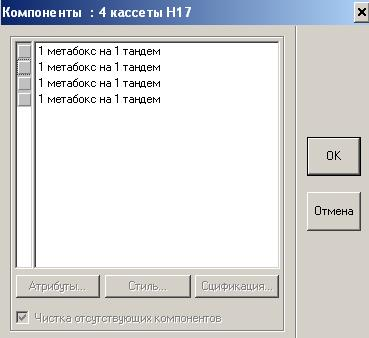 Компоненты : 4 кассеты Н17
1 метабокс на 1 тандем
1 метабокс на 1 тандем
1 метабокс на 1 тандем
1 метабокс на 1 тандем
OK
Отмена
Атрибуты... Стиль... Сцификация...
Чистка отсутствующих компонентов